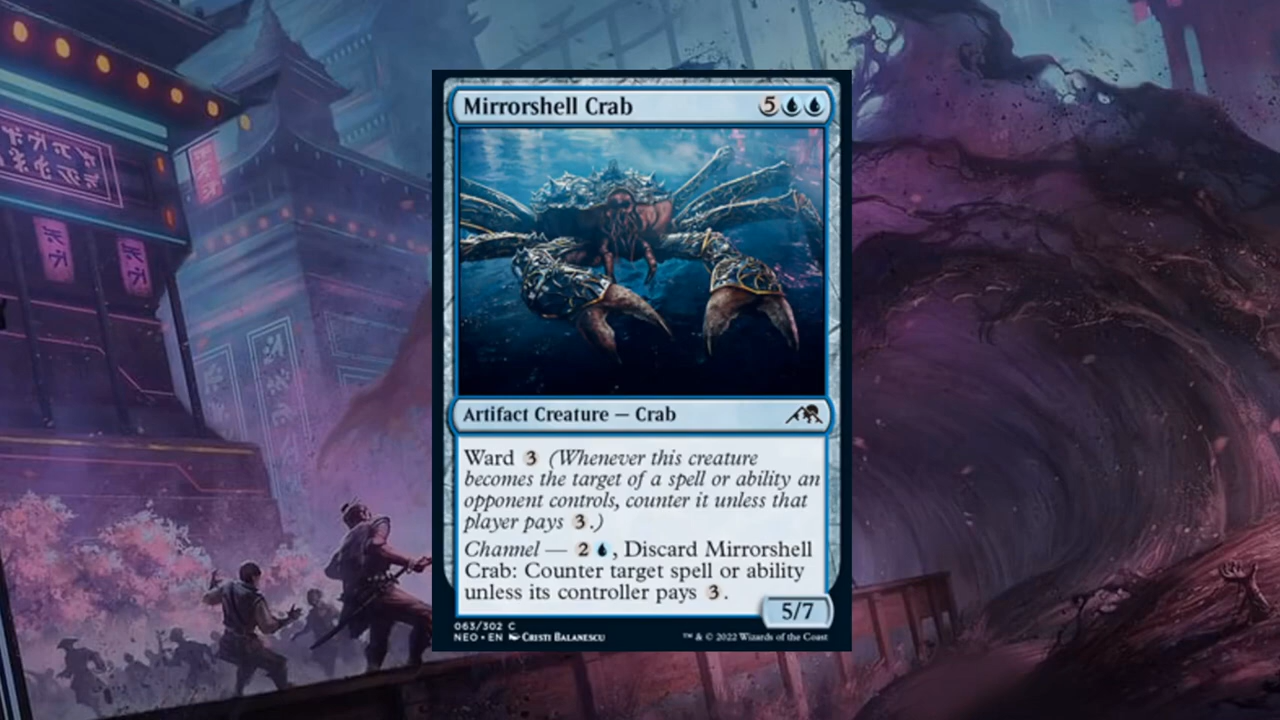 Mirrorshell Crab 5
Artifact Creature — Crab
Ward 3 (Whenever this creature
becomes the target of a spell or ability an
opponent controls, counter it unless that
player pays 3.)
Channel — 2, Discard Mirrorshell
Crab: Counter target spell or ability
unless its controller pays 3.
5/7
063/302 C
NEO • EN Cristi Balanescu
™ & © 2022 Wizards of the Coast